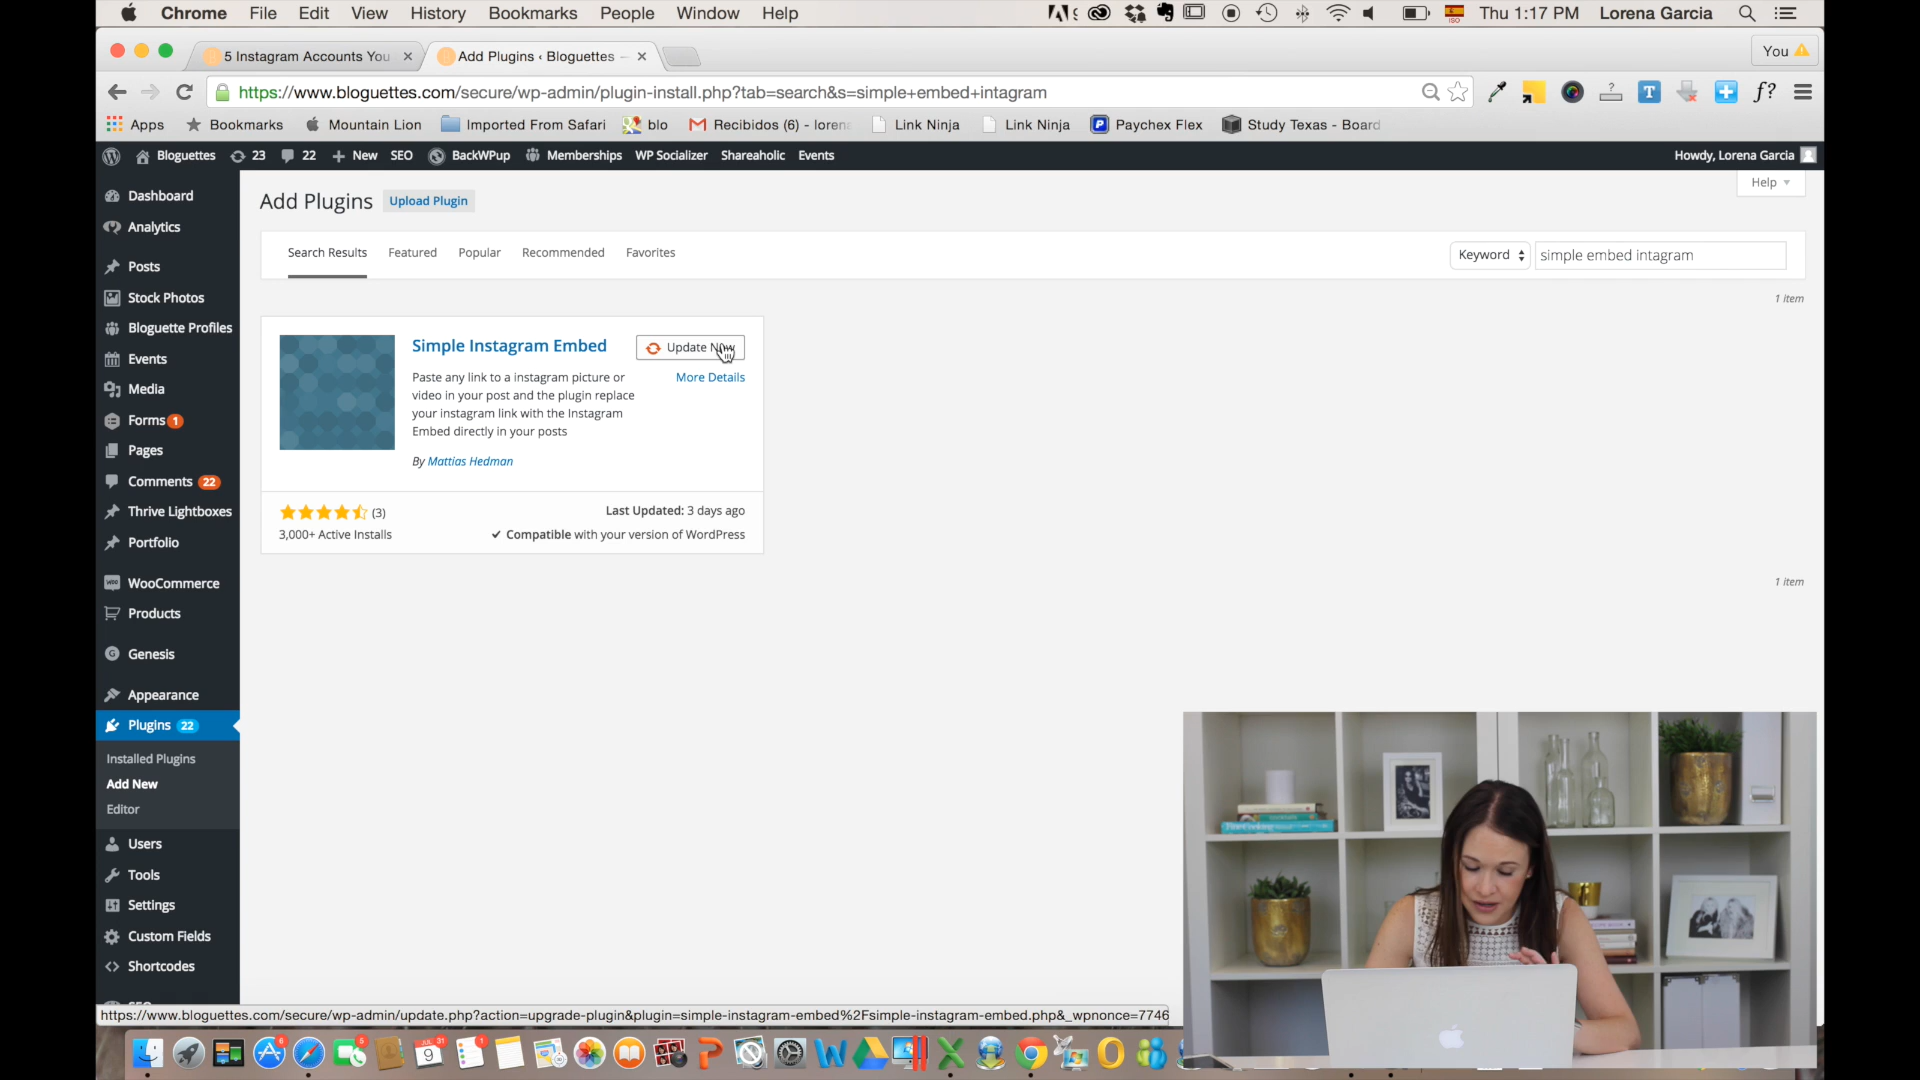 Chrome File Edit View History Bookmarks People Window Help Thu 1:17 PM Lorena Garcia
5 Instagram Accounts You Add Plugins ‹ Bloguettes – You
https://www.bloguettes.com/secure/wp-admin/plugin-install.php?tab=search&s=simple+embed+intagram
Apps Bookmarks Mountain Lion Imported From Safari blo Recibidos (6) - loren Link Ninja Link Ninja Paychex Flex Study Texas - Board
Bloguettes 23 22 New SEO BackWPup Memberships WP Socializer Shareaholic Events Howdy, Lorena Garcia
Dashboard
Analytics
Posts
Stock Photos
Bloguette Profiles
Events
Media
Forms 1
Pages
Comments 22
Thrive Lightboxes
Portfolio
WooCommerce
Products
Genesis
Appearance
Plugins 22
Installed Plugins
Add New
Editor
Users
Tools
Settings
Custom Fields
Shortcodes
Help
Add Plugins Upload Plugin
Search Results Featured Popular Recommended Favorites Keyword simple embed intagram
1 item
Simple Instagram Embed Update Now
More Details
Paste any link to a instagram picture or
video in your post and the plugin replace
your instagram link with the Instagram
Embed directly in your posts
By Mattias Hedman
(3) Last Updated: 3 days ago
3,000+ Active Installs Compatible with your version of WordPress
1 item
https://www.bloguettes.com/secure/wp-admin/update.php?action=upgrade-plugin&plugin=simple-instagram-embed%2Fsimple-instagram-embed.php&_wpnonce=7746